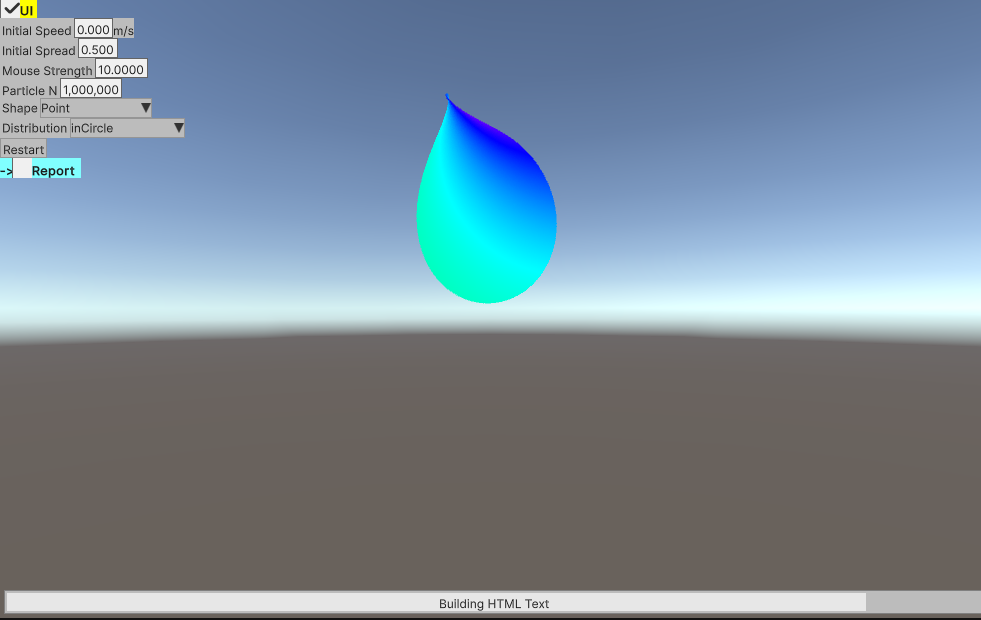 UI
Initial Speed 0.000 m/s
Initial Spread 0.500
Mouse Strength 10.0000
Particle N 1,000,000
Shape Point
Distribution inCircle
Restart
-> Report
Building HTML Text